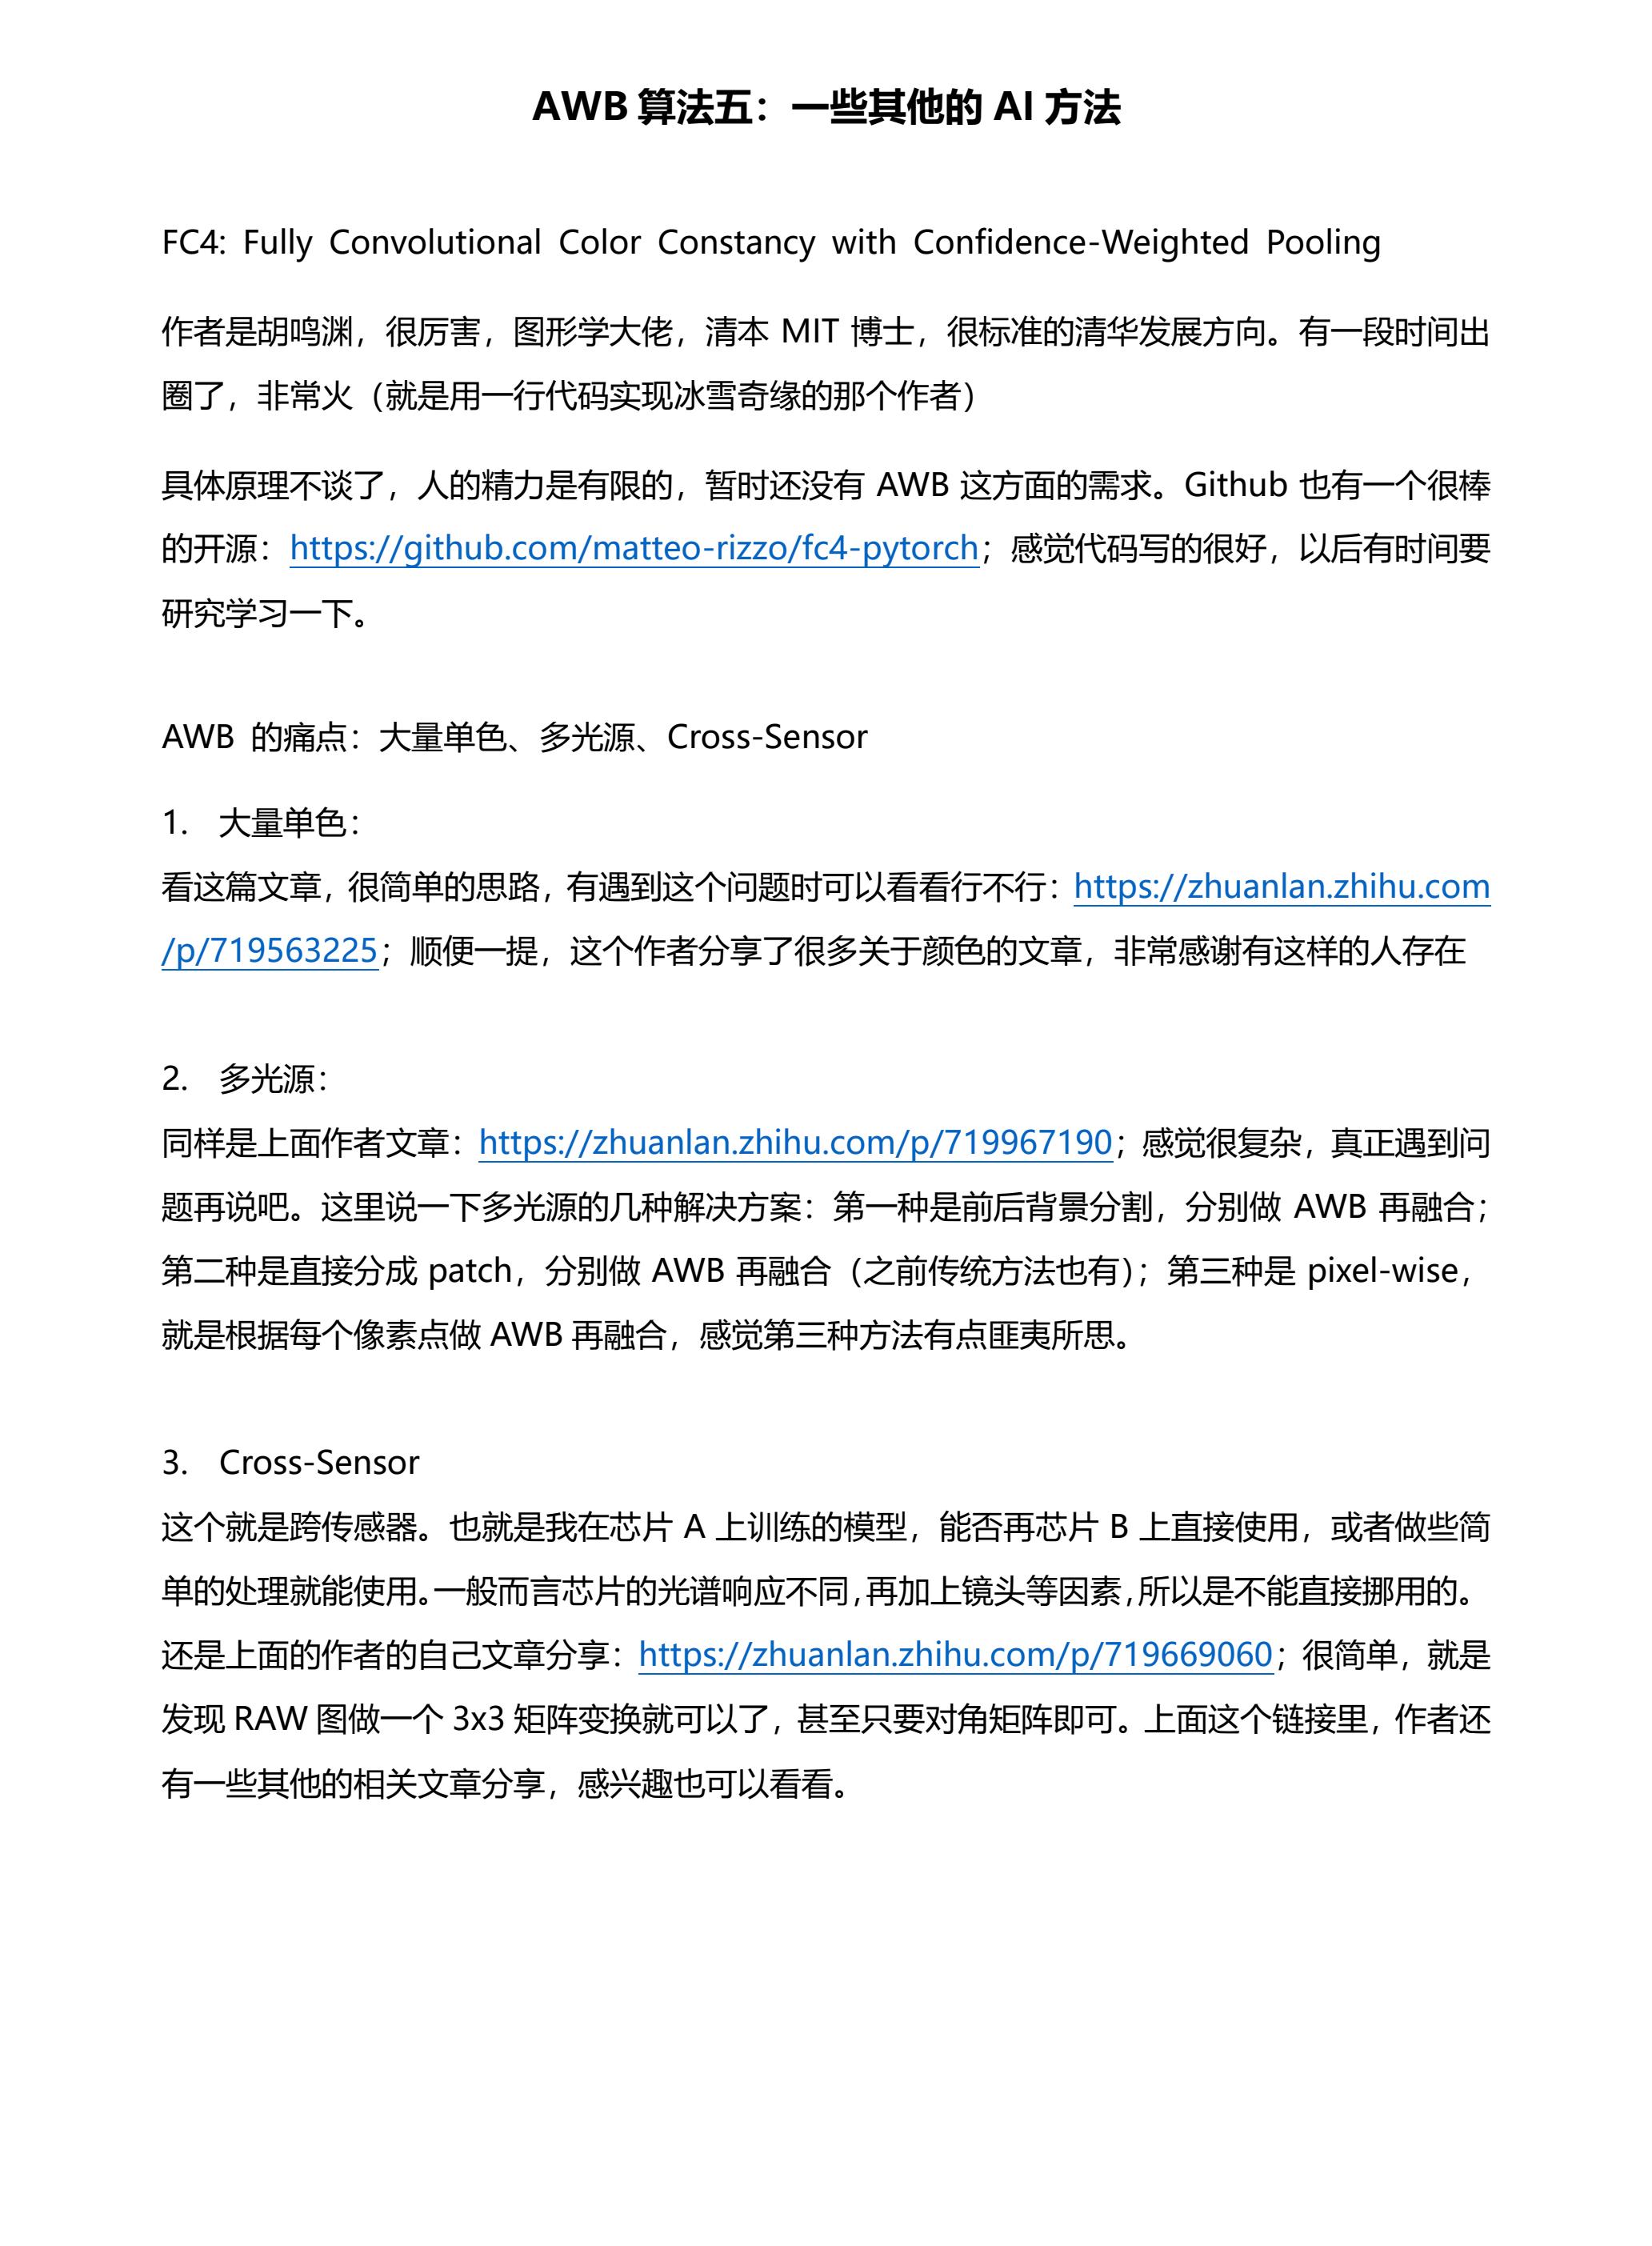 AWB 算法五：一些其他的 AI 方法
FC4: Fully Convolutional Color Constancy with Confidence-Weighted Pooling
作者是胡鸣渊，很厉害，图形学大佬，清本 MIT 博士，很标准的清华发展方向。有一段时间出
圈了，非常火（就是用一行代码实现冰雪奇缘的那个作者）
具体原理不谈了，人的精力是有限的，暂时还没有 AWB 这方面的需求。Github 也有一个很棒
的开源：https://github.com/matteo-rizzo/fc4-pytorch；感觉代码写的很好，以后有时间要
研究学习一下。
AWB 的痛点：大量单色、多光源、Cross-Sensor
1. 大量单色：
看这篇文章，很简单的思路，有遇到这个问题时可以看看行不行：https://zhuanlan.zhihu.com
/p/719563225；顺便一提，这个作者分享了很多关于颜色的文章，非常感谢有这样的人存在
2. 多光源：
同样是上面作者文章：https://zhuanlan.zhihu.com/p/719967190；感觉很复杂，真正遇到问
题再说吧。这里说一下多光源的几种解决方案：第一种是前后背景分割，分别做 AWB 再融合；
第二种是直接分成 patch，分别做 AWB 再融合（之前传统方法也有）；第三种是 pixel-wise，
就是根据每个像素点做 AWB 再融合，感觉第三种方法有点匪夷所思。
3. Cross-Sensor
这个就是跨传感器。也就是我在芯片 A 上训练的模型，能否再芯片 B 上直接使用，或者做些简
单的处理就能使用。一般而言芯片的光谱响应不同，再加上镜头等因素，所以是不能直接挪用的。
还是上面的作者的自己文章分享：https://zhuanlan.zhihu.com/p/719669060；很简单，就是
发现 RAW 图做一个 3x3 矩阵变换就可以了，甚至只要对角矩阵即可。上面这个链接里，作者还
有一些其他的相关文章分享，感兴趣也可以看看。